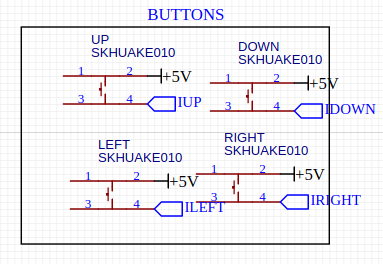 BUTTONS
UP
SKHUAKE010
1 2 +5V
3 4 IUP
DOWN
SKHUAKE010
1 2 +5V
3 4 IDOWN
LEFT
SKHUAKE010
1 2 +5V
3 4 ILEFT
RIGHT
SKHUAKE010
1 2 +5V
3 4 IRIGHT